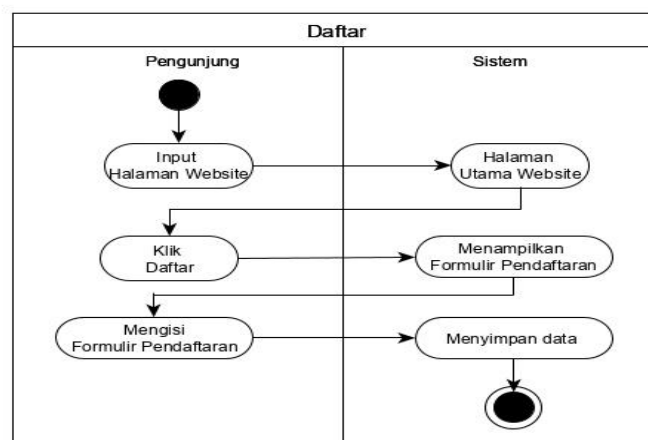 Daftar
Pengunjung
Sistem
Input
Halaman Website
Halaman
Utama Website
Klik
Daftar
Menampilkan
Formulir Pendaftaran
Mengisi
Formulir Pendaftaran
Menyimpan data